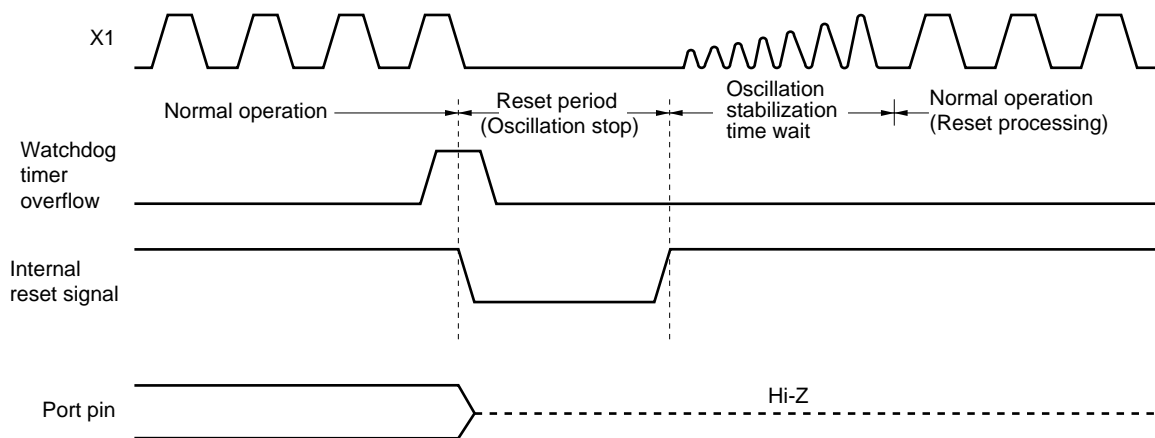 X1
Normal operation
Reset period
(Oscillation stop)
Oscillation
stabilization
time wait
Normal operation
(Reset processing)
Watchdog
timer
overflow
Internal
reset signal
Port pin
Hi-Z